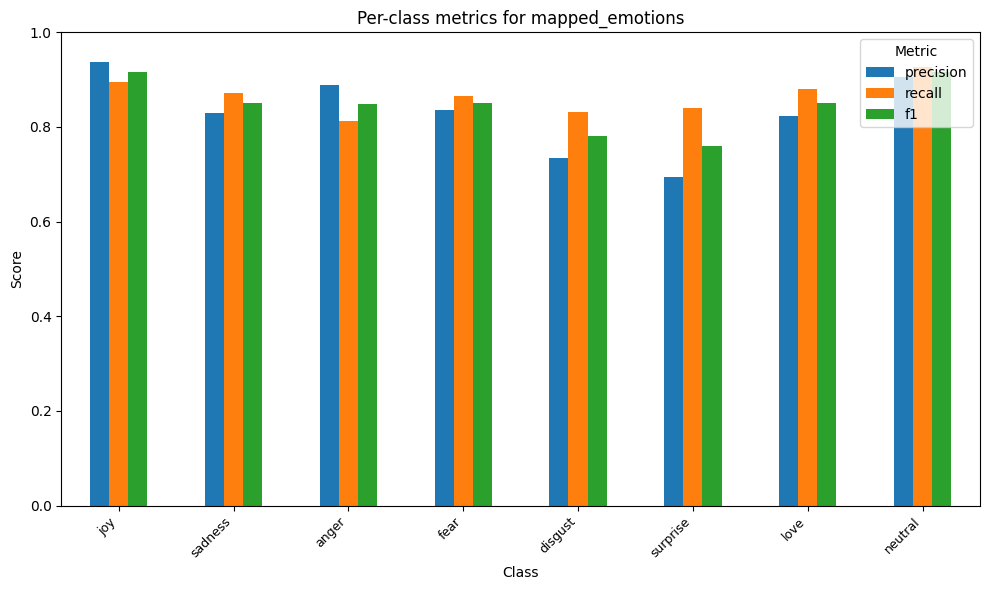 Per-class metrics for mapped_emotions
Metric
precision
recall
f1
1.0
0.8
0.6
0.4
0.2
0.0
Score
joy
sadness
anger
fear
disgust
surprise
love
neutral
Class